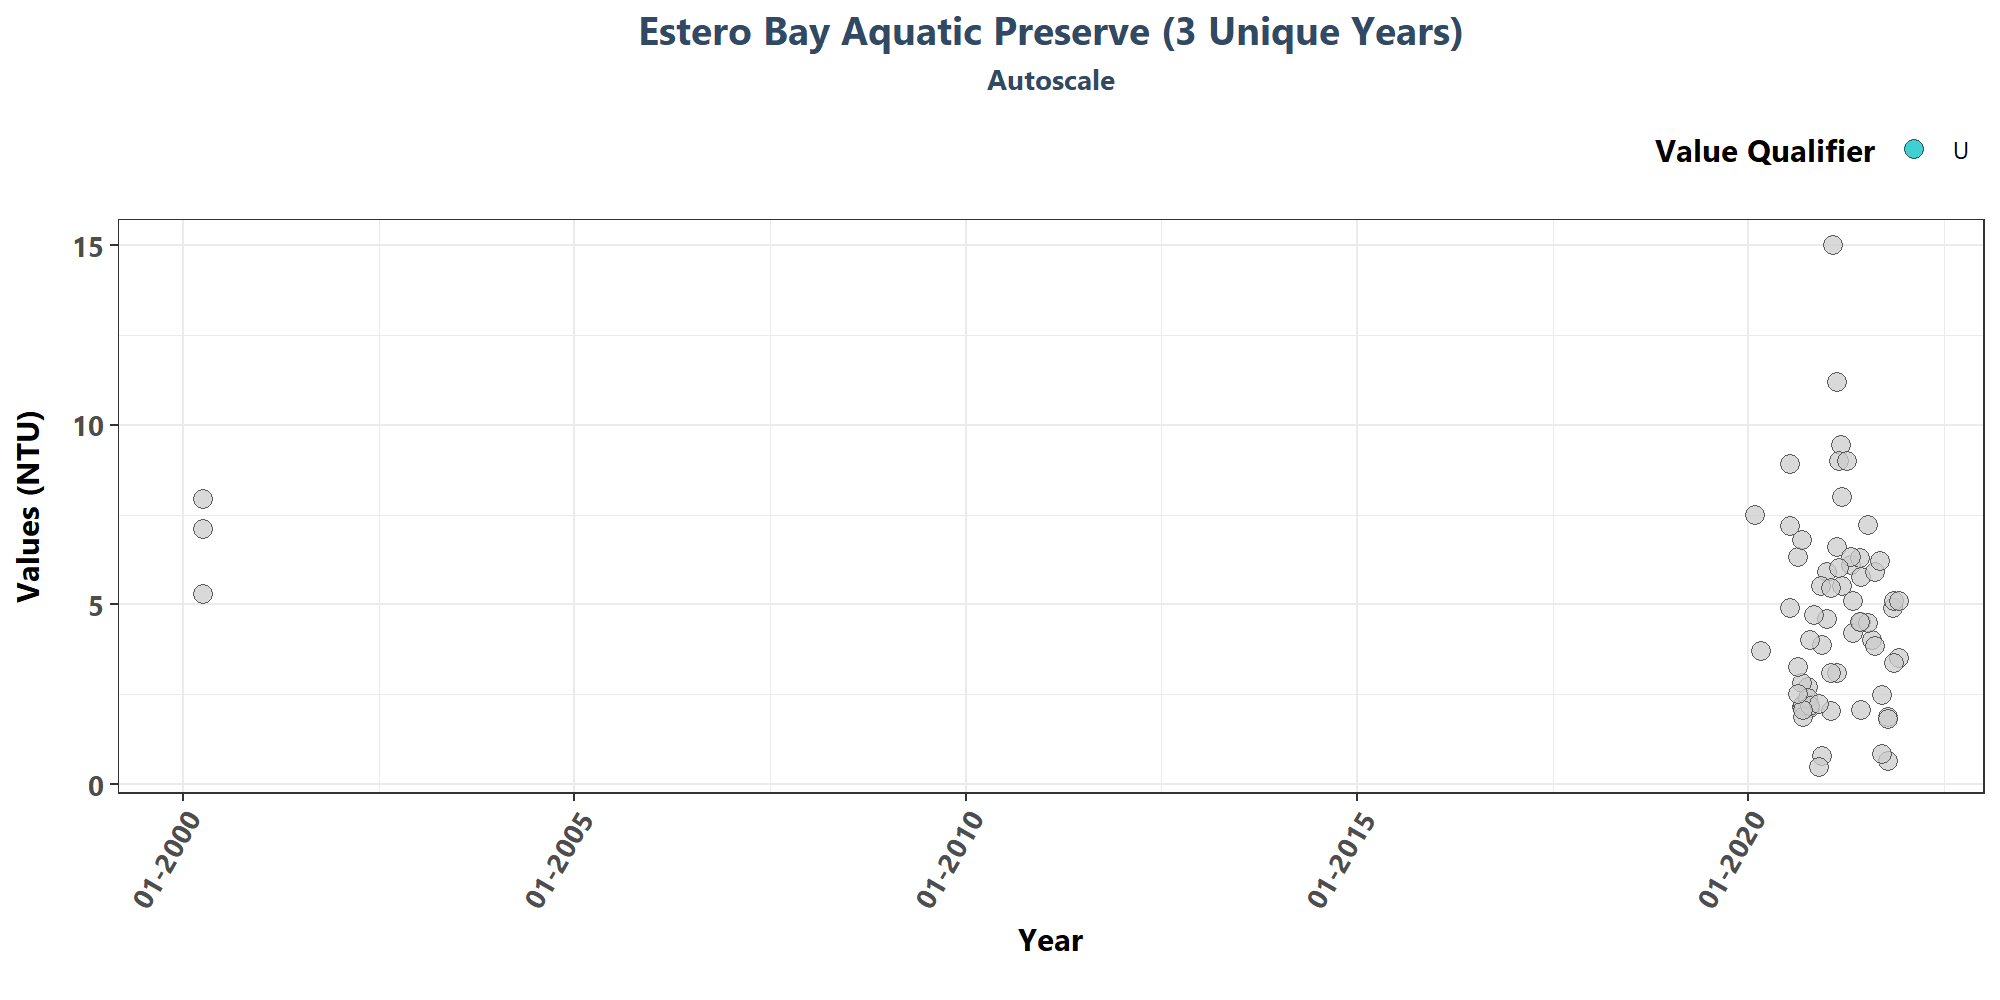 Estero Bay Aquatic Preserve (3 Unique Years)
Autoscale
Value Qualifier U
Values (NTU)
15
10
5
0
01-2000 01-2005 01-2010 01-2015 01-2020
Year